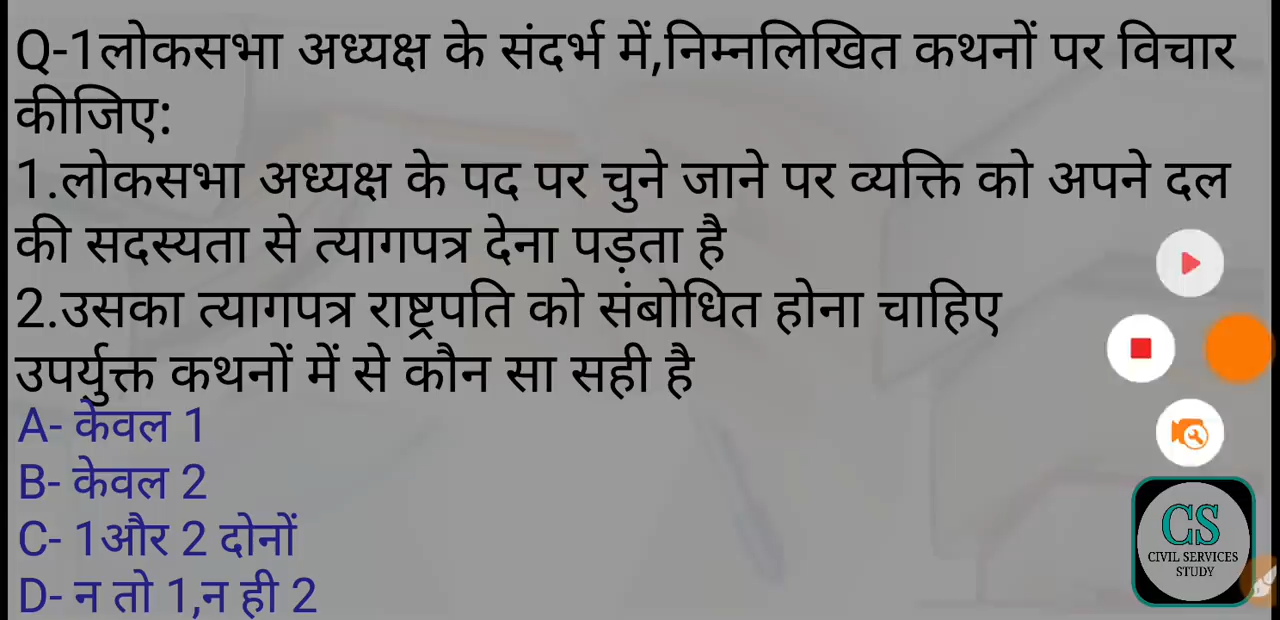 Q-1लोकसभा अध्यक्ष के संदर्भ में,निम्नलिखित कथनों पर विचार
कीजिए:
1.लोकसभा अध्यक्ष के पद पर चुने जाने पर व्यक्ति को अपने दल
की सदस्यता से त्यागपत्र देना पड़ता है
2.उसका त्यागपत्र राष्ट्रपति को संबोधित होना चाहिए
उपर्युक्त कथनों में से कौन सा सही है
A- केवल 1
B- केवल 2
C- 1और 2 दोनों
D- न तो 1,न ही 2
CS
CIVIL SERVICES
STUDY